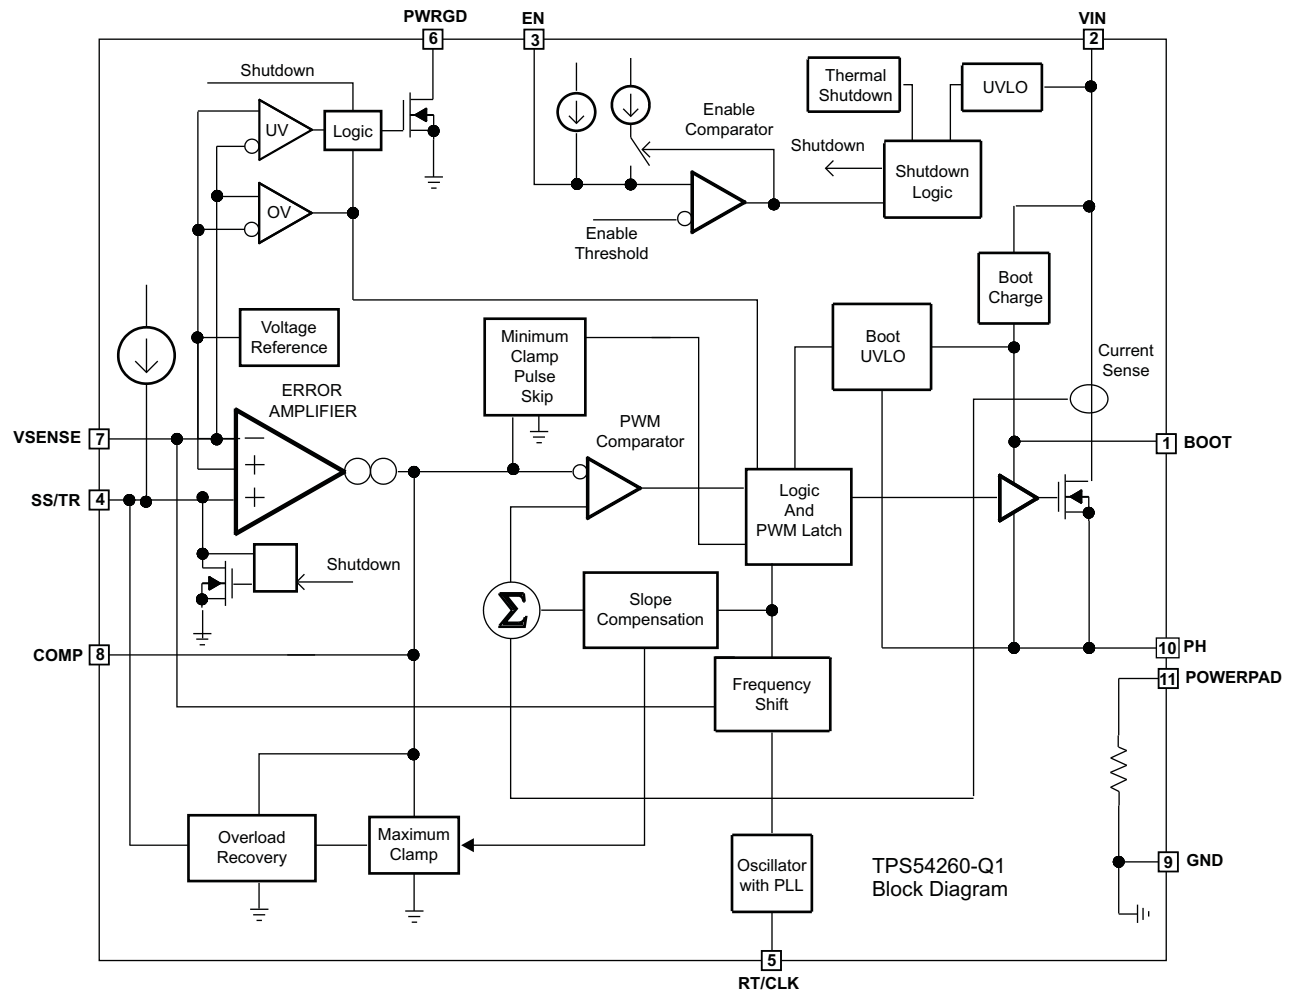 PWRGD
EN
VIN
6
3
2
Shutdown
Thermal
Shutdown
UVLO
UV
Logic
Enable
Comparator
Shutdown
Shutdown
Logic
OV
Enable
Threshold
Boot
Charge
Voltage
Reference
Minimum
Clamp
Pulse
Skip
Boot
UVLO
Current
Sense
ERROR
AMPLIFIER
PWM
Comparator
VSENSE
7
−
1
BOOT
+
SS/TR
4
+
Logic
And
PWM Latch
Shutdown
Σ
Slope
Compensation
COMP
8
10
PH
11
POWERPAD
Frequency
Shift
Overload
Recovery
Maximum
Clamp
Oscillator
with PLL
TPS54260-Q1
Block Diagram
9
GND
5
RT/CLK